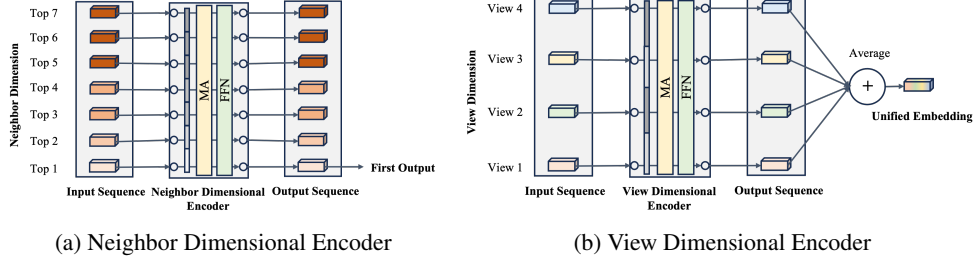 Neighbor Dimension
Top 7
Top 6
Top 5
Top 4
Top 3
Top 2
Top 1
MA
FFN
First Output
Input Sequence
Neighbor Dimensional
Encoder
Output Sequence
(a) Neighbor Dimensional Encoder
View Dimension
View 4
View 3
View 2
View 1
MA
FFN
Average
+
Unified Embedding
Input Sequence
View Dimensional
Encoder
Output Sequence
(b) View Dimensional Encoder